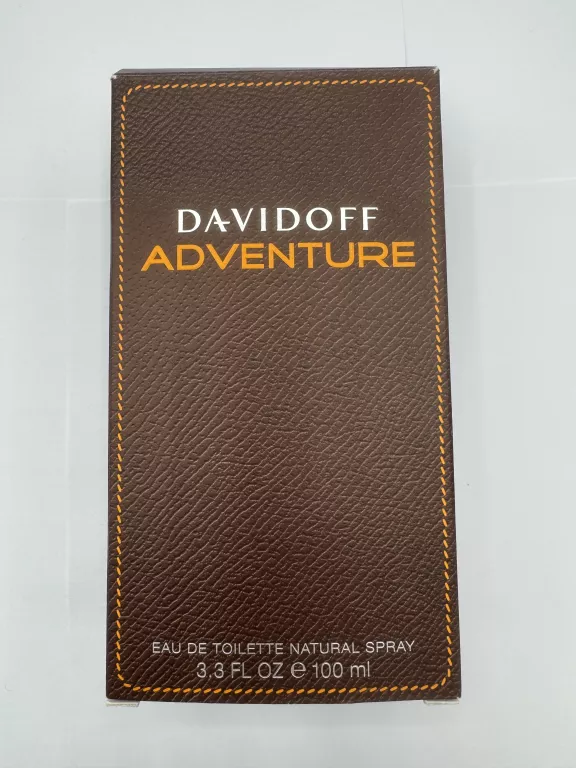 DAVIDOFF
ADVENTURE
EAU DE TOILETTE NATURAL SPRAY
3,3 FL OZ ℮ 100 ml